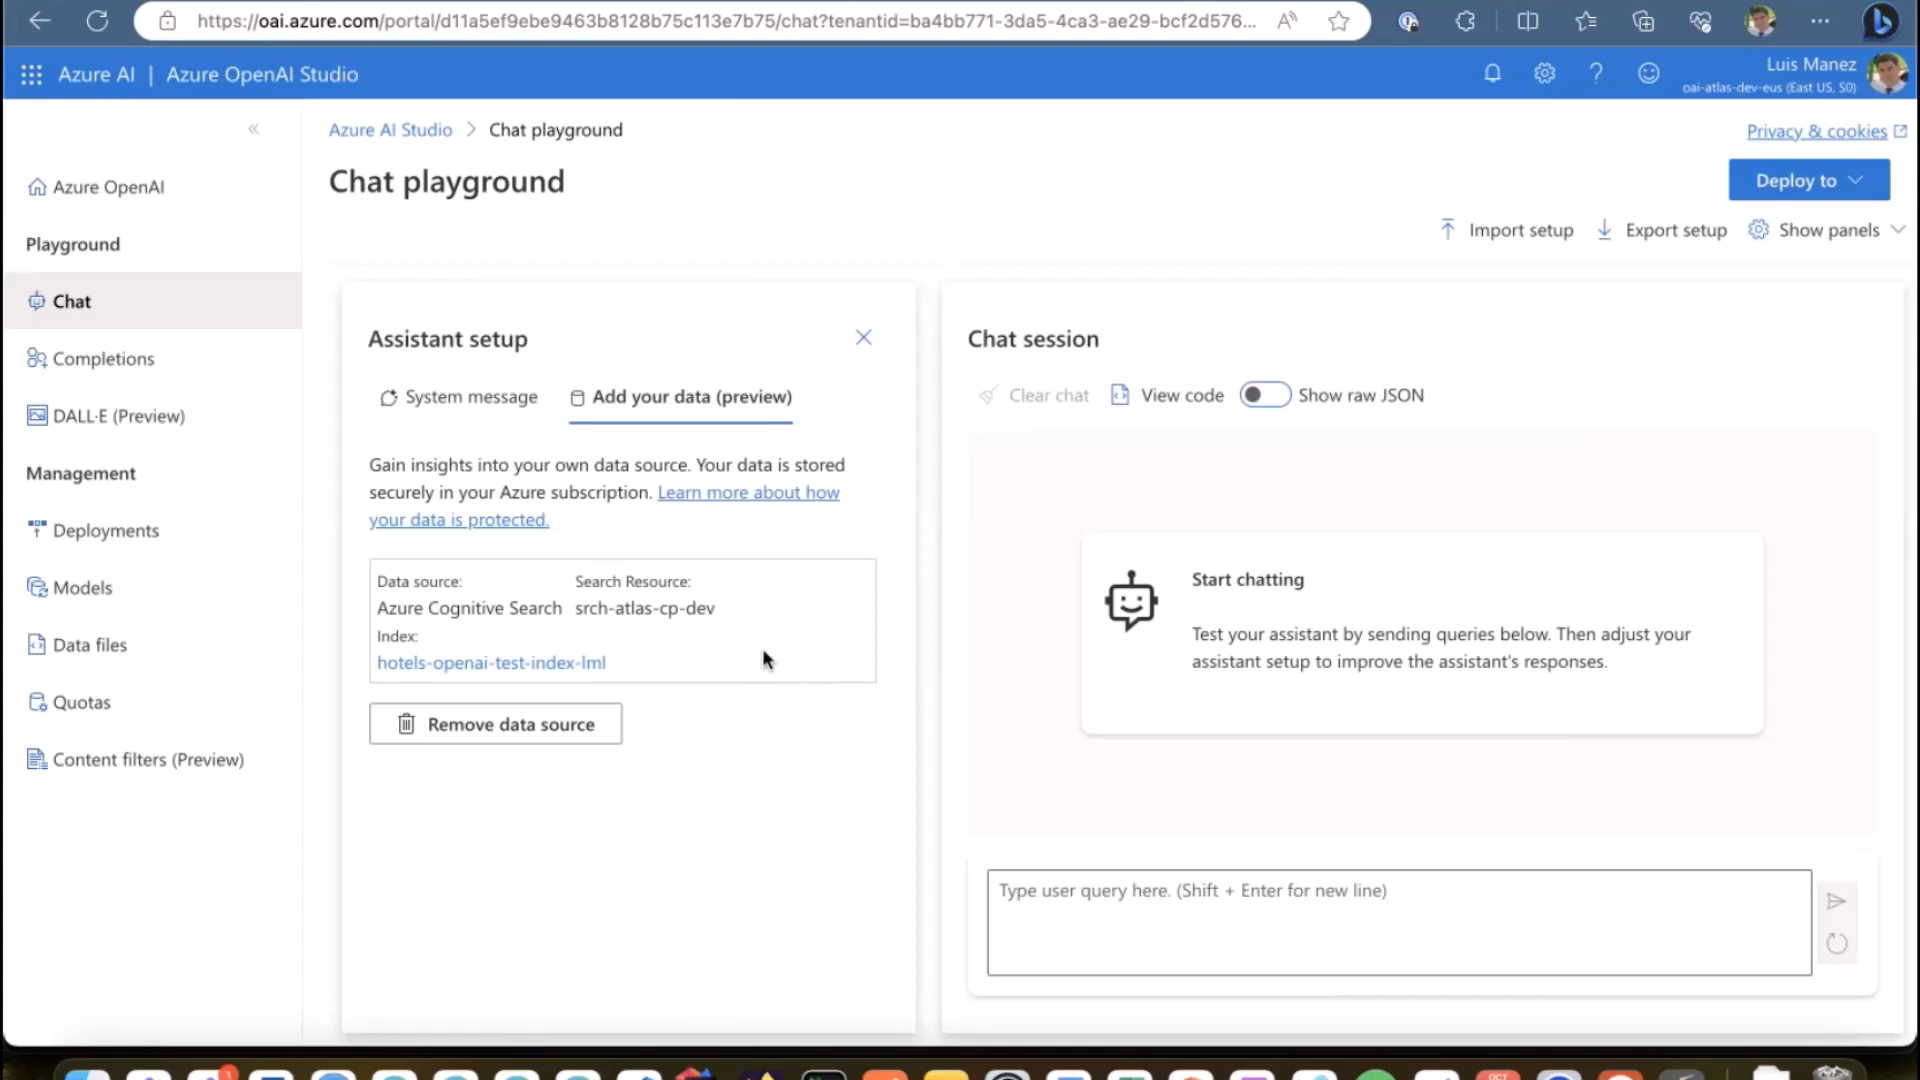 https://oai.azure.com/portal/d11a5ef9ebe9463b8128b75c113e7b75/chat?tenantid=ba4bb771-3da5-4ca3-ae29-bcf2d576...
Azure AI | Azure OpenAI Studio
Luis Manez
oai-atlas-dev-eus (East US, S0)
Azure AI Studio > Chat playground
Privacy & cookies
Chat playground
Deploy to
Import setup
Export setup
Show panels
Azure OpenAI
Playground
Chat
Completions
DALL·E (Preview)
Management
Deployments
Models
Data files
Quotas
Content filters (Preview)
Assistant setup
System message
Add your data (preview)
Gain insights into your own data source. Your data is stored
securely in your Azure subscription. Learn more about how
your data is protected.
Data source:
Azure Cognitive Search
Search Resource:
srch-atlas-cp-dev
Index:
hotels-openai-test-index-lml
Remove data source
Chat session
Clear chat
View code
Show raw JSON
Start chatting
Test your assistant by sending queries below. Then adjust your
assistant setup to improve the assistant's responses.
Type user query here. (Shift + Enter for new line)
1
OCT